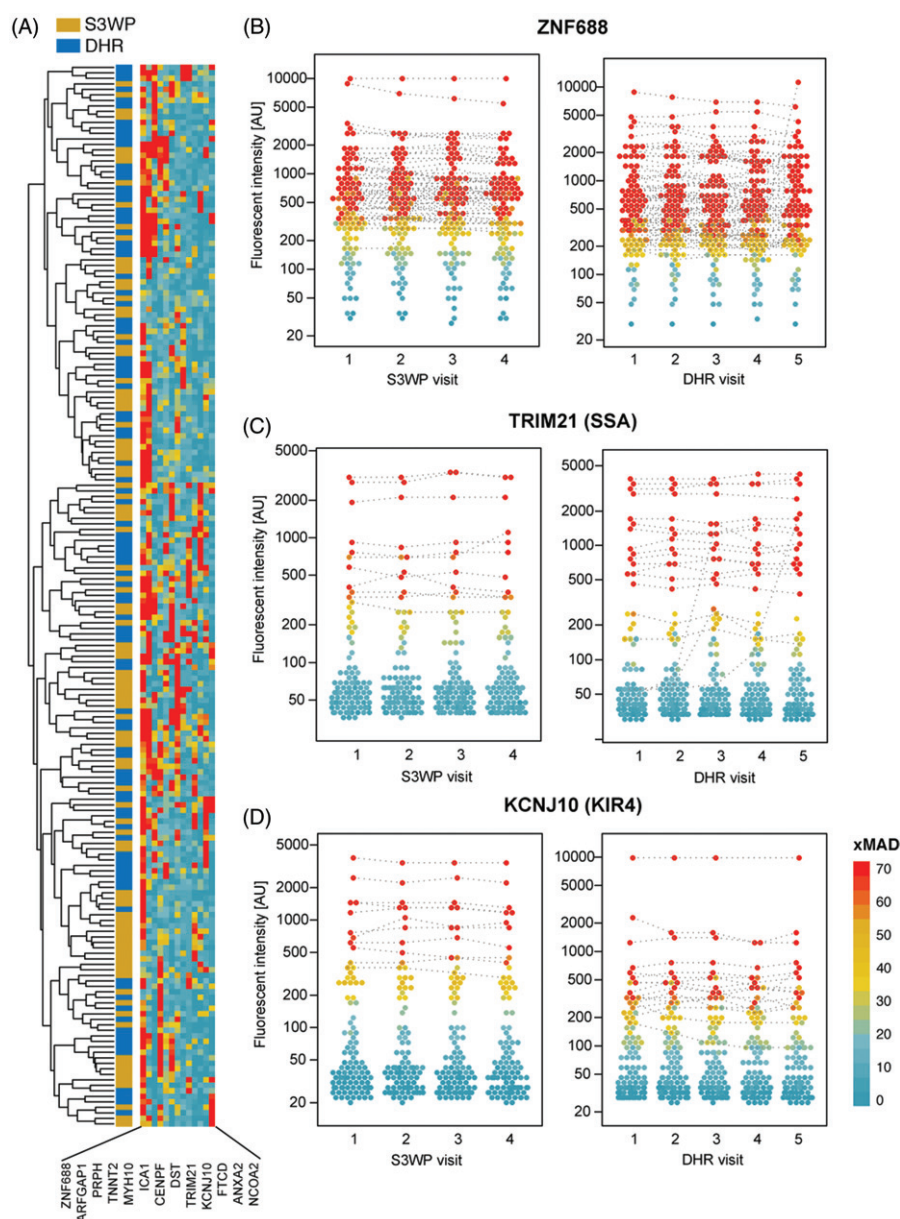 (A)
S3WP
DHR
ZNF688
ARFGAP1
PRPH
TNNT2
MYH10
ICA1
CENPF
DST
TRIM21
KCNJ10
FTCD
ANXA2
NCOA2
(B)
ZNF688
Fluorescent intensity [AU]
10000
5000
2000
1000
500
200
100
50
20
1 2 3 4
S3WP visit
10000
5000
2000
1000
500
200
100
50
20
1 2 3 4 5
DHR visit
(C)
TRIM21 (SSA)
Fluorescent intensity [AU]
5000
2000
1000
500
200
100
50
1 2 3 4
S3WP visit
5000
2000
1000
500
200
100
50
1 2 3 4 5
DHR visit
(D)
KCNJ10 (KIR4)
Fluorescent intensity [AU]
5000
2000
1000
500
200
100
50
20
1 2 3 4
S3WP visit
10000
5000
2000
1000
500
200
100
50
20
1 2 3 4 5
DHR visit
xMAD
70
60
50
40
30
20
10
0